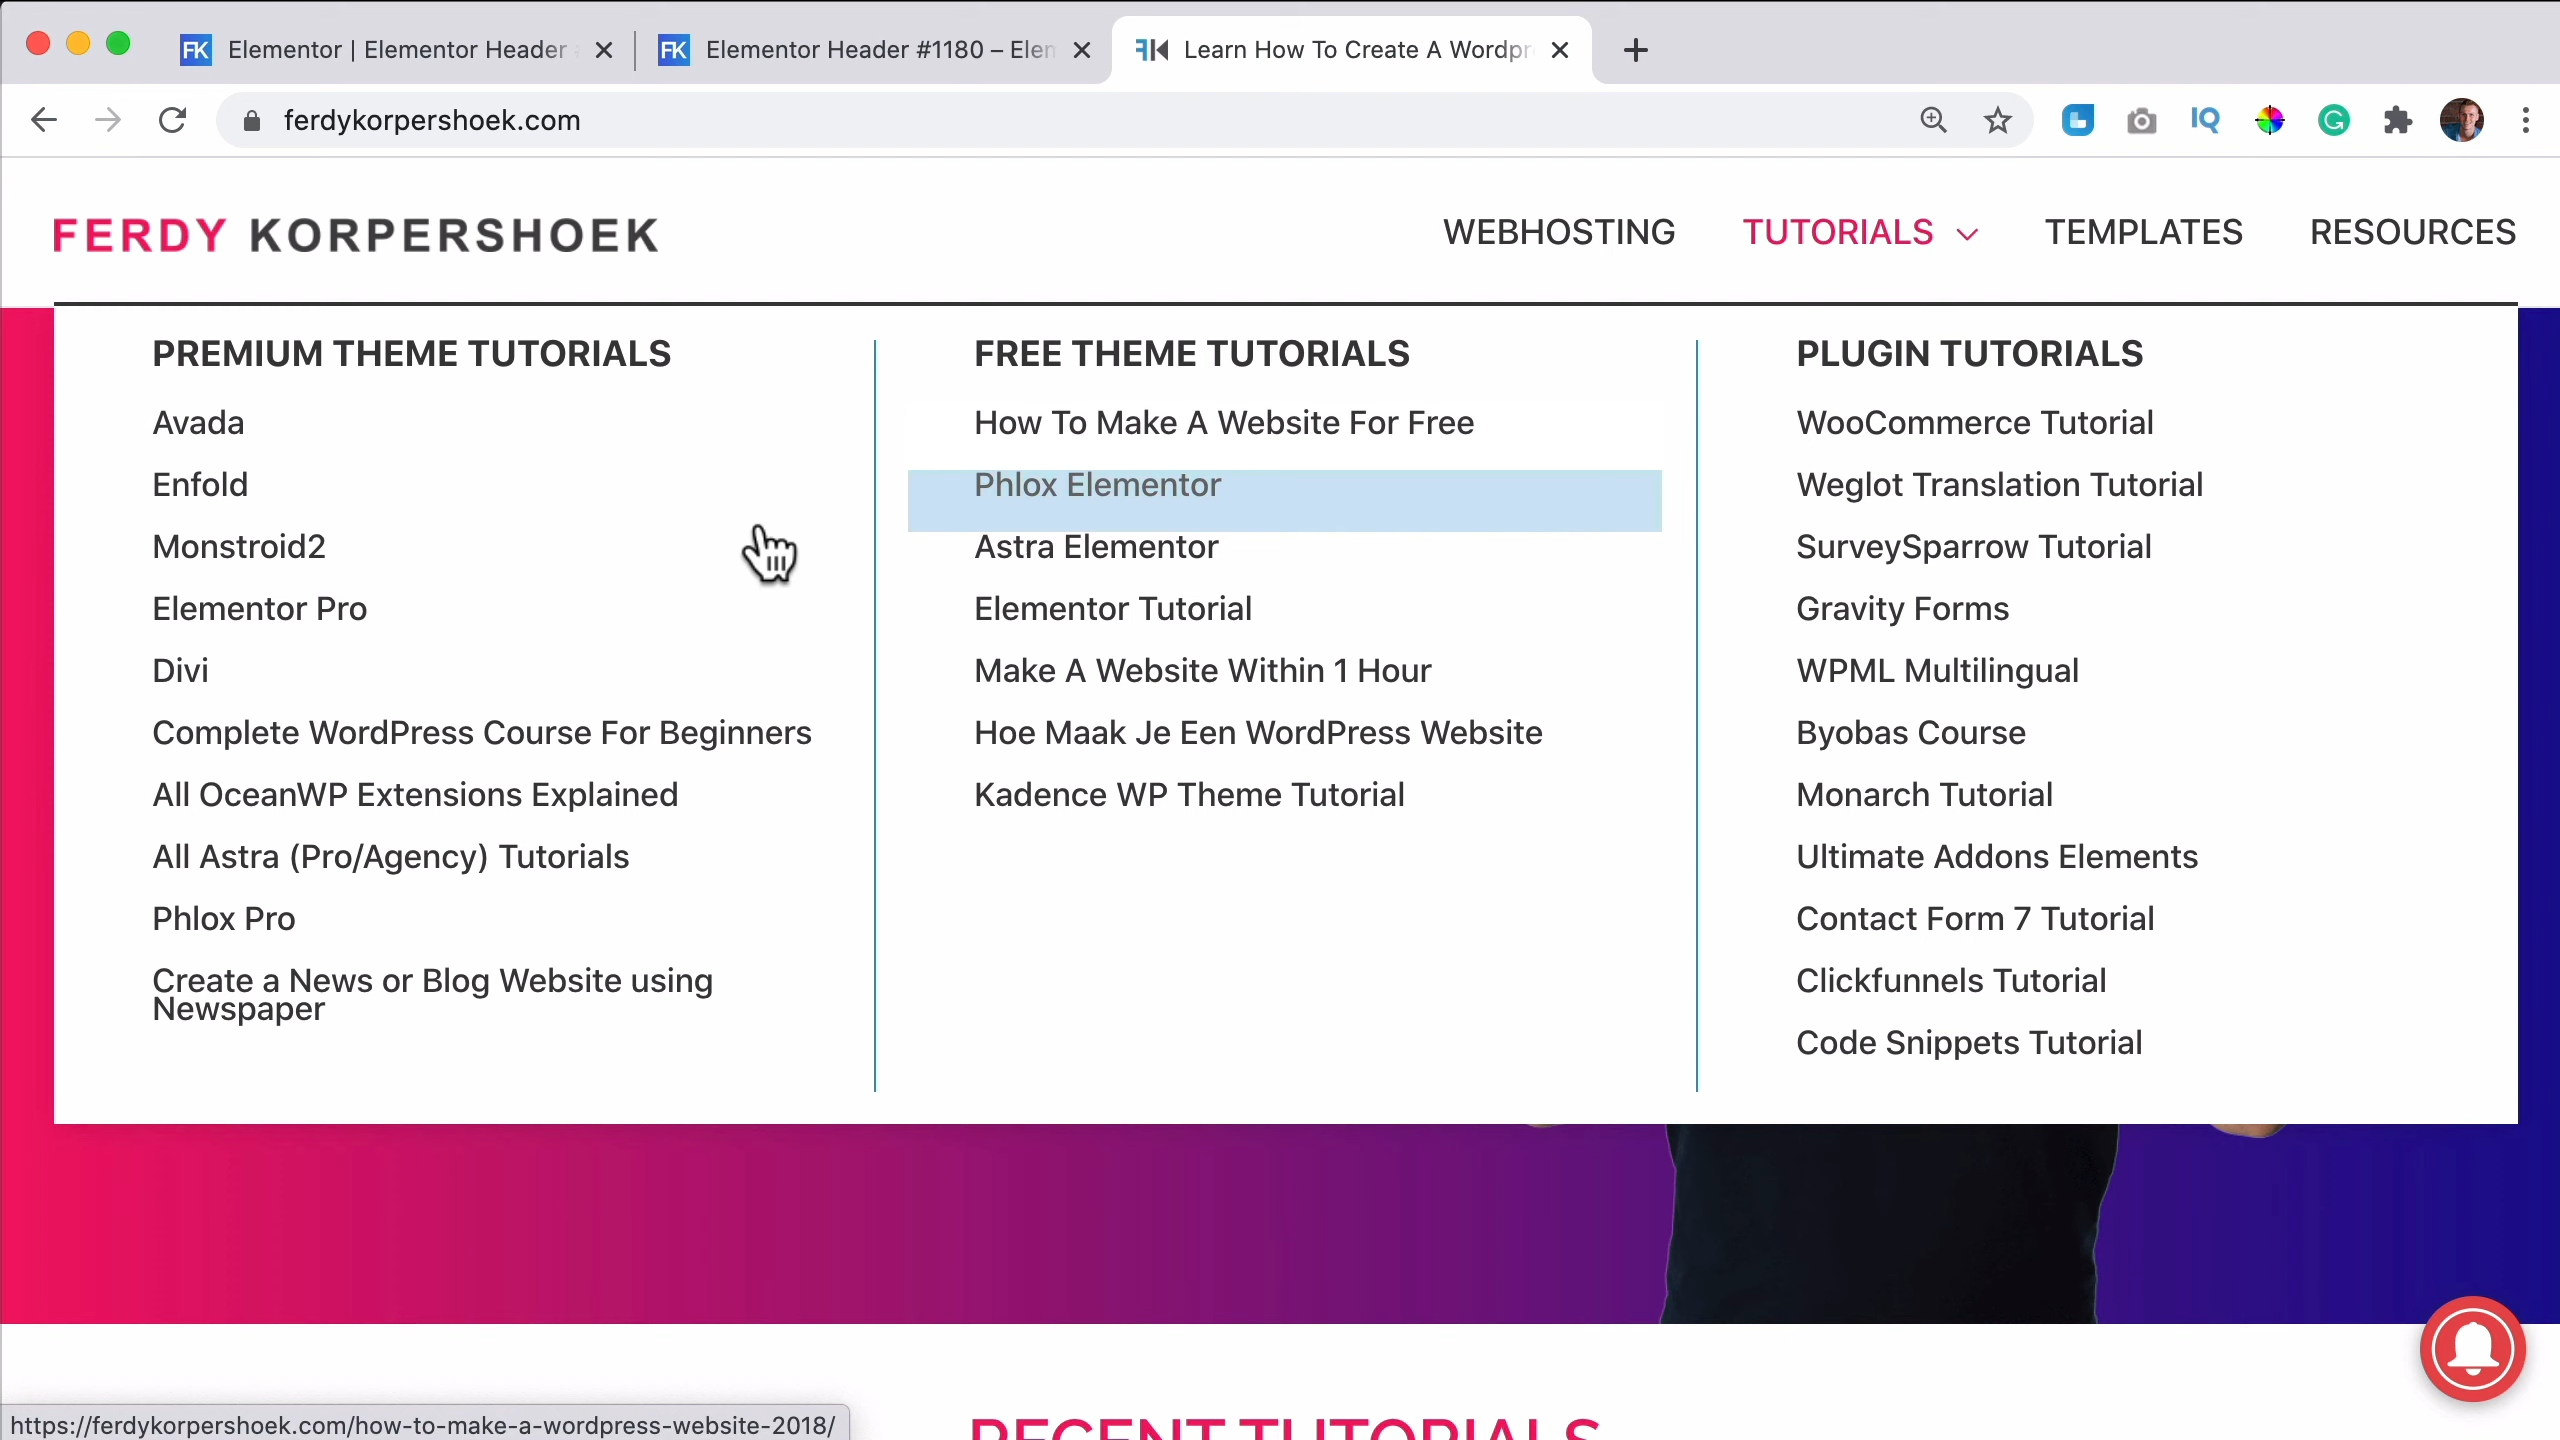 FK Elementor | Elementor Header
FK Elementor Header #1180 – Elem
Learn How To Create A Wordpr
ferdykorpershoek.com
IQ
FERDY KORPERSHOEK
WEBHOSTING
TUTORIALS
TEMPLATES
RESOURCES
PREMIUM THEME TUTORIALS
Avada
Enfold
Monstroid2
Elementor Pro
Divi
Complete WordPress Course For Beginners
All OceanWP Extensions Explained
All Astra (Pro/Agency) Tutorials
Phlox Pro
Create a News or Blog Website using
Newspaper
FREE THEME TUTORIALS
How To Make A Website For Free
Phlox Elementor
Astra Elementor
Elementor Tutorial
Make A Website Within 1 Hour
Hoe Maak Je Een WordPress Website
Kadence WP Theme Tutorial
PLUGIN TUTORIALS
WooCommerce Tutorial
Weglot Translation Tutorial
SurveySparrow Tutorial
Gravity Forms
WPML Multilingual
Byobas Course
Monarch Tutorial
Ultimate Addons Elements
Contact Form 7 Tutorial
Clickfunnels Tutorial
Code Snippets Tutorial
RECENT TUTORIALS
https://ferdykorpershoek.com/how-to-make-a-wordpress-website-2018/